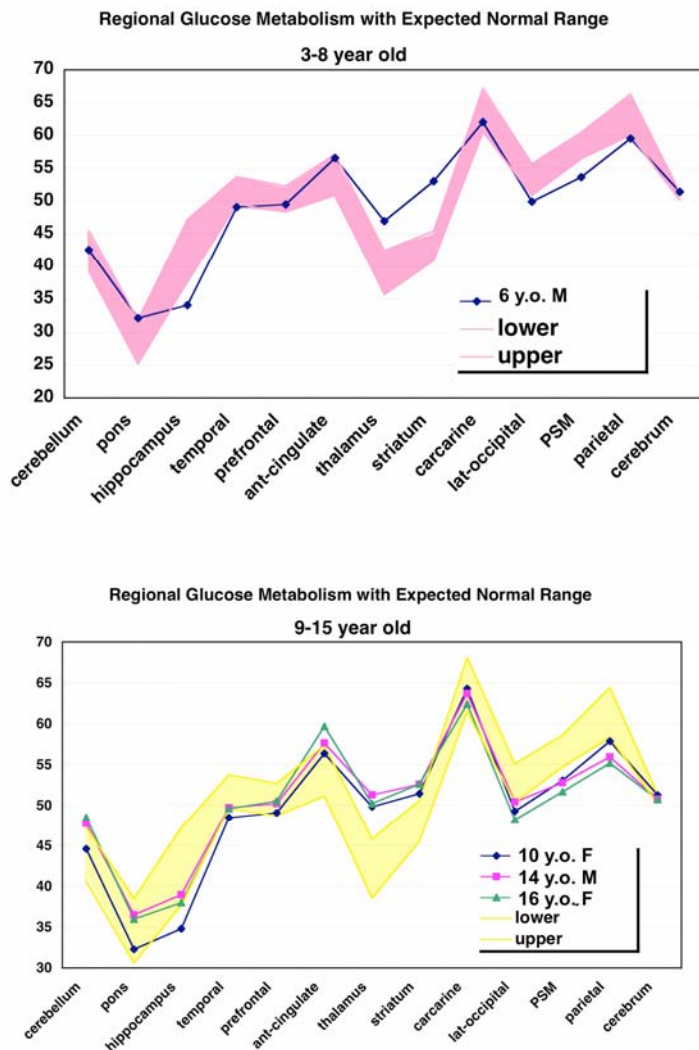 Regional Glucose Metabolism with Expected Normal Range
3-8 year old
70
65
60
55
50
45
40
35
30
25
20
6 y.o. M
lower
upper
cerebellum
pons
hippocampus
temporal
prefrontal
ant-cingulate
thalamus
striatum
carcarine
lat-occipital
PSM
parietal
cerebrum
Regional Glucose Metabolism with Expected Normal Range
9-15 year old
70
65
60
55
50
45
40
35
30
10 y.o. F
14 y.o. M
16 y.o. F
lower
upper
cerebellum
pons
hippocampus
temporal
prefrontal
ant-cingulate
thalamus
striatum
carcarine
lat-occipital
PSM
parietal
cerebrum